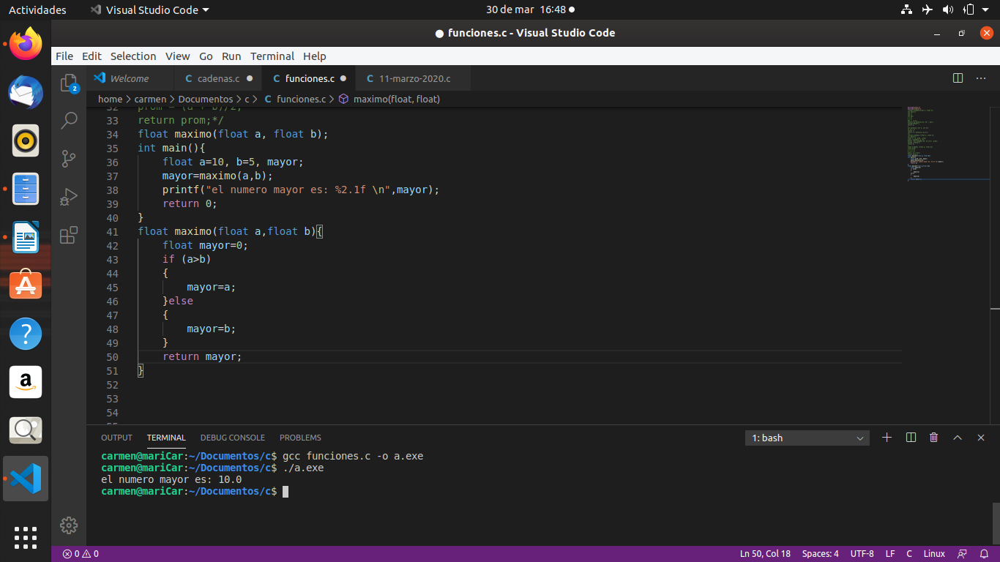 Actividades Visual Studio Code 30 de mar 16:48
funciones.c - Visual Studio Code
File Edit Selection View Go Run Terminal Help
Welcome cadenas.c funciones.c 11-marzo-2020.c
home > carmen > Documentos > c > C funciones.c > maximo(float, float)
32 prom = (a + b)/2;
33 return prom;*/
34 float maximo(float a, float b);
35 int main(){
36 float a=10, b=5, mayor;
37 mayor=maximo(a,b);
38 printf("el numero mayor es: %2.1f \n",mayor);
39 return 0;
40 }
41 float maximo(float a,float b){
42 float mayor=0;
43 if (a>b)
44 {
45 mayor=a;
46 }else
47 {
48 mayor=b;
49 }
50 return mayor;
51 }
52
53
54
55
OUTPUT TERMINAL DEBUG CONSOLE PROBLEMS 1: bash
carmen@mariCar:~/Documentos/c$ gcc funciones.c -o a.exe
carmen@mariCar:~/Documentos/c$ ./a.exe
el numero mayor es: 10.0
carmen@mariCar:~/Documentos/c$
0 0 Ln 50, Col 18 Spaces: 4 UTF-8 LF C Linux